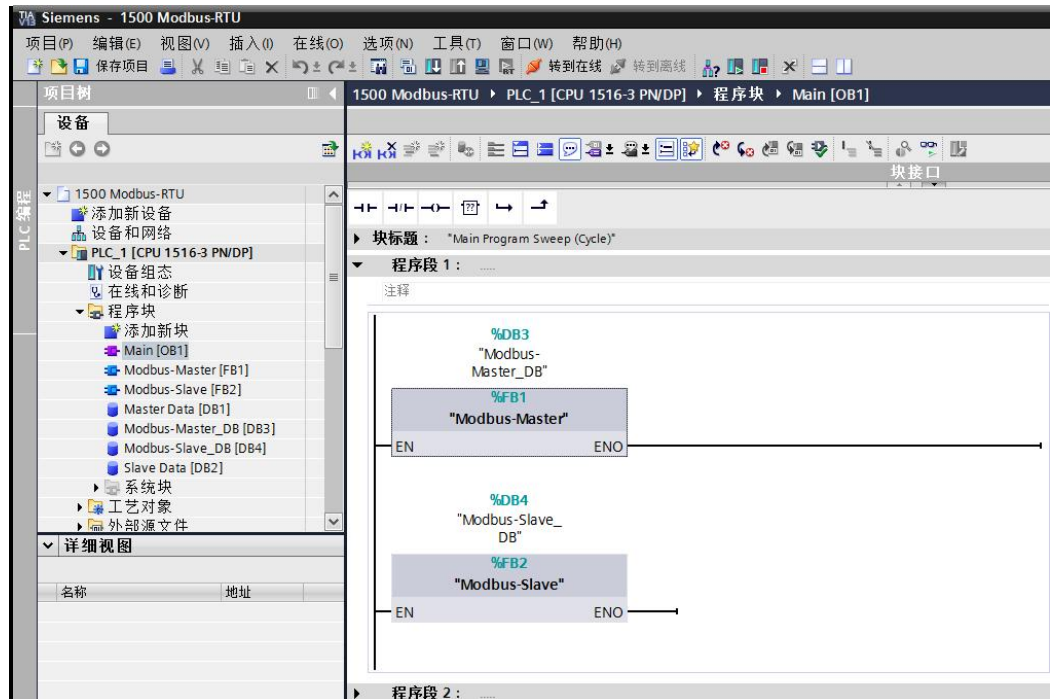 Siemens - 1500 Modbus-RTU
项目(P) 编辑(E) 视图(V) 插入(I) 在线(O) 选项(N) 工具(T) 窗口(W) 帮助(H)
保存项目 转到在线 转到离线
项目树
1500 Modbus-RTU PLC_1 [CPU 1516-3 PN/DP] 程序块 Main [OB1]
设备
块接口
PLC 编程
1500 Modbus-RTU
添加新设备
设备和网络
PLC_1 [CPU 1516-3 PN/DP]
设备组态
在线和诊断
程序块
添加新块
Main [OB1]
Modbus-Master [FB1]
Modbus-Slave [FB2]
Master Data [DB1]
Modbus-Master_DB [DB3]
Modbus-Slave_DB [DB4]
Slave Data [DB2]
系统块
工艺对象
外部源文件
详细视图
名称 地址
??
块标题: "Main Program Sweep (Cycle)"
程序段 1: .....
注释
%DB3
"Modbus-
Master_DB"
%FB1
"Modbus-Master"
EN ENO
%DB4
"Modbus-Slave_
DB"
%FB2
"Modbus-Slave"
EN ENO
程序段 2: .....